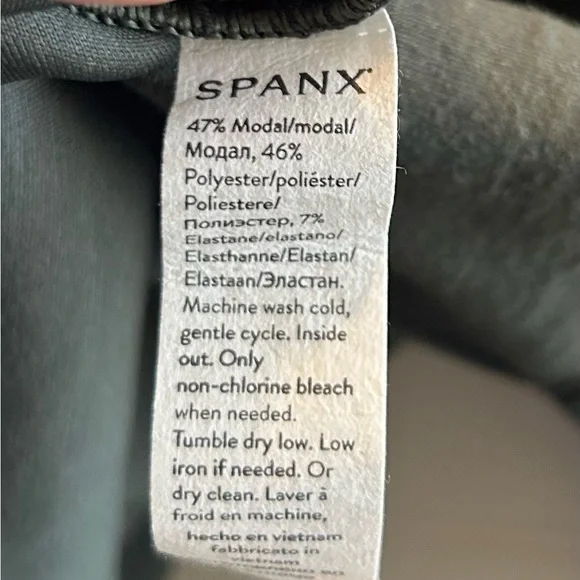 SPANX
47% Modal/modal/
Модал, 46%
Polyester/poliéster/
Poliestere/
Полиэстер, 7%
Elastane/elastano/
Elasthanne/Elastan/
Elastaan/Эластан.
Machine wash cold,
gentle cycle. Inside
out. Only
non-chlorine bleach
when needed.
Tumble dry low. Low
iron if needed. Or
dry clean. Laver à
froid en machine,
hecho en vietnam
fabbricato in
vietnam